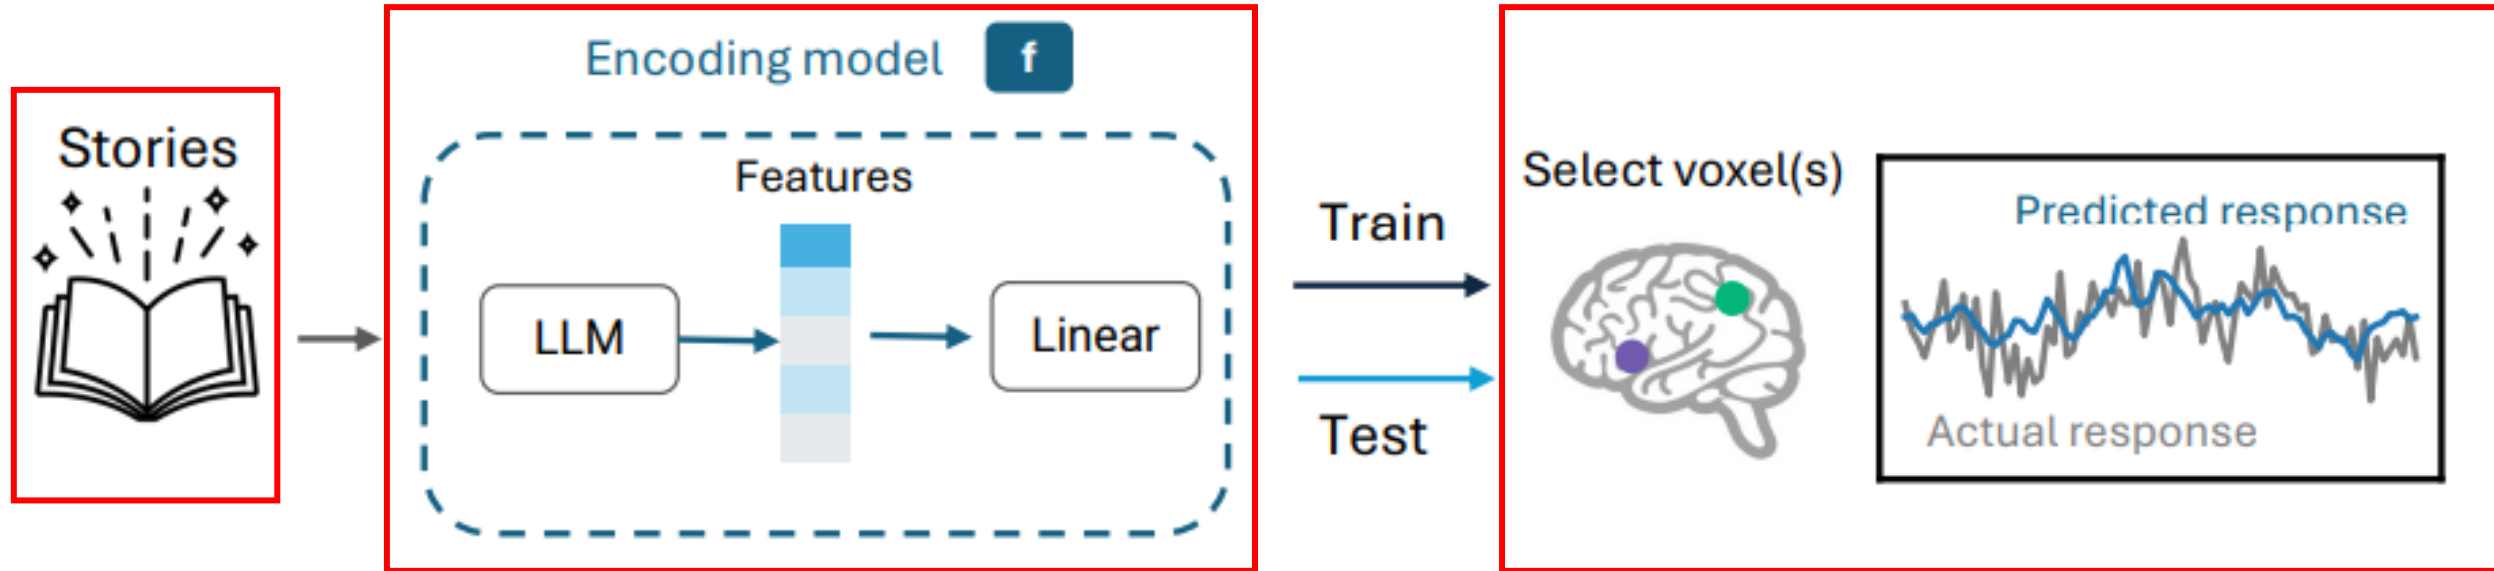 Stories
Encoding model f
Features
LLM
Linear
Train
Test
Select voxel(s)
Predicted response
Actual response